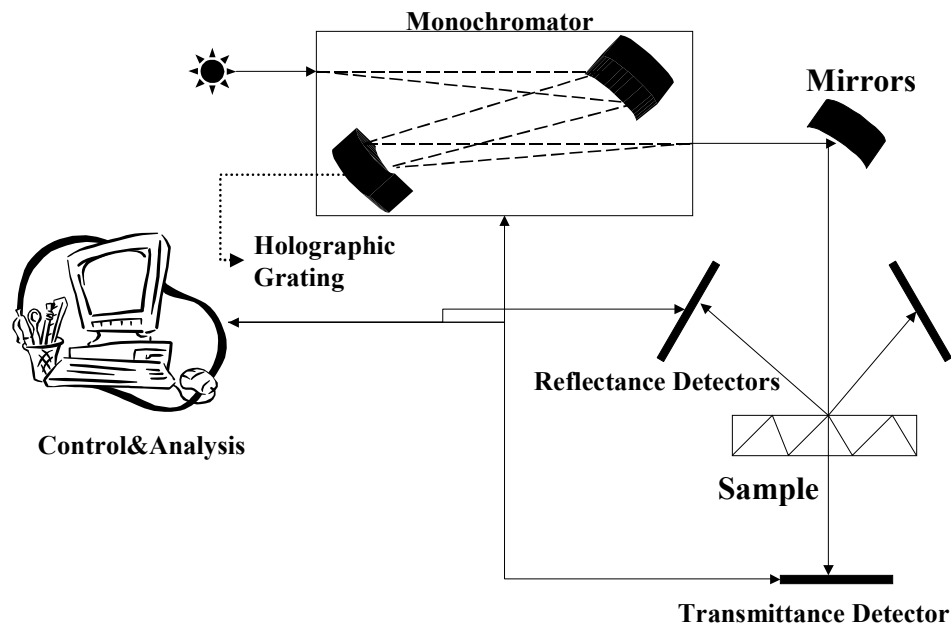 Monochromator
Mirrors
Holographic
Grating
Reflectance Detectors
Control&Analysis
Sample
Transmittance Detector